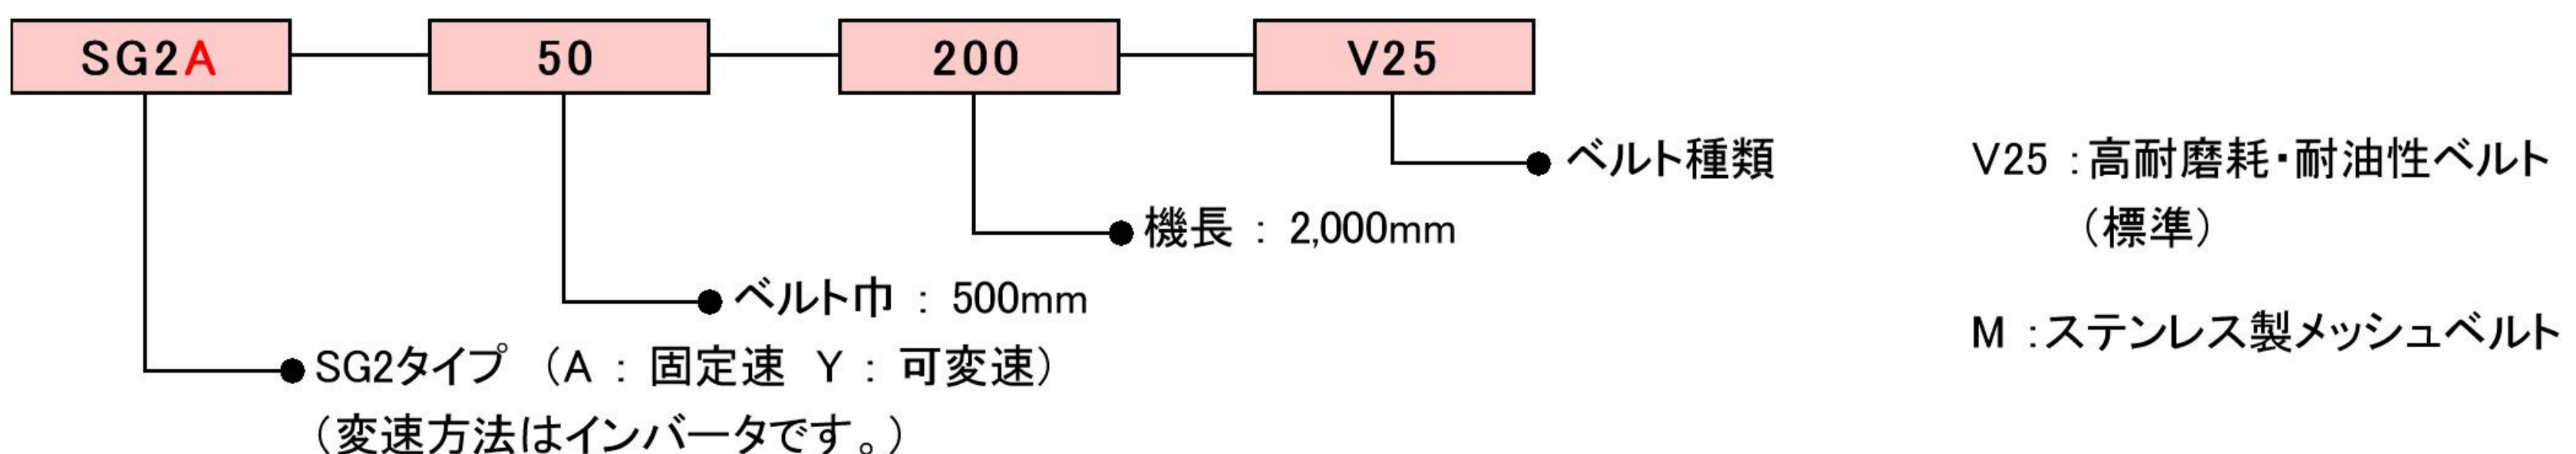 SG2A 50 200 V25
ベルト種類
V25 :高耐磨耗・耐油性ベルト
(標準)
機長 : 2,000mm
ベルト巾 : 500mm
M :ステンレス製メッシュベルト
SG2タイプ (A : 固定速 Y : 可変速)
(変速方法はインバータです。)